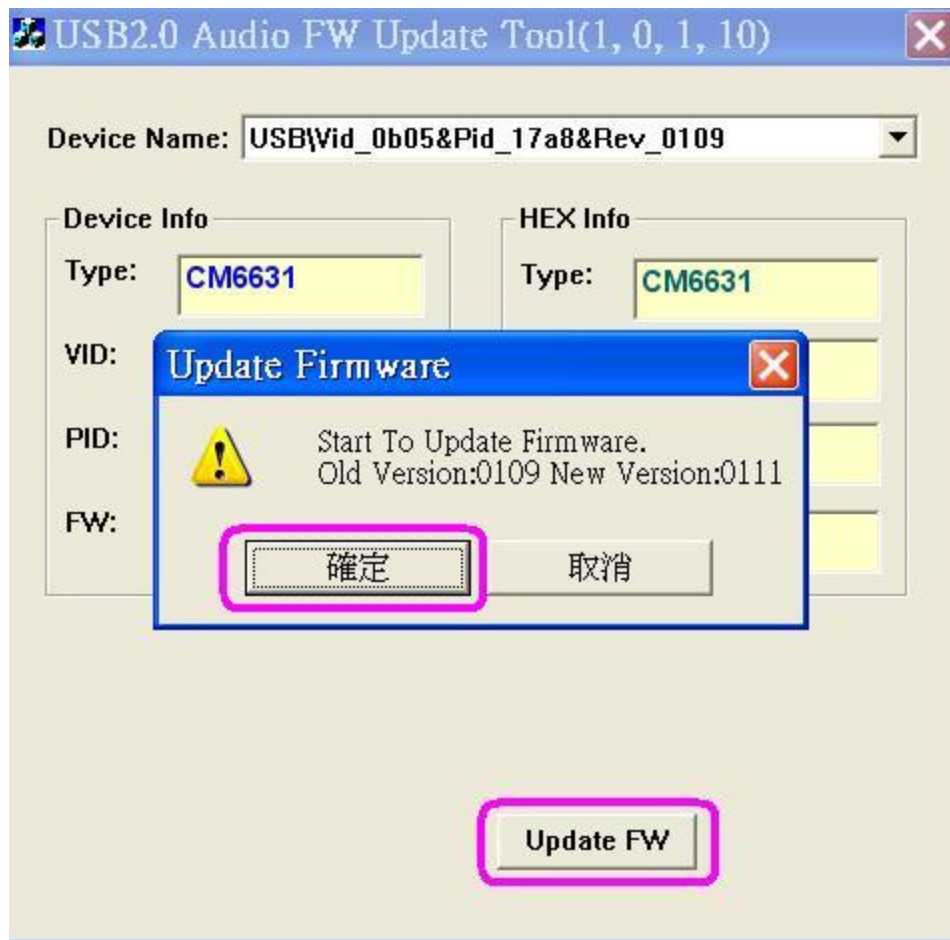 USB2.0 Audio FW Update Tool(1, 0, 1, 10)
Device Name: USB\Vid_0b05&Pid_17a8&Rev_0109
Device Info
HEX Info
Type: CM6631
Type: CM6631
VID:
Update Firmware
PID:
Start To Update Firmware.
Old Version:0109 New Version:0111
FW:
確定
取消
Update FW